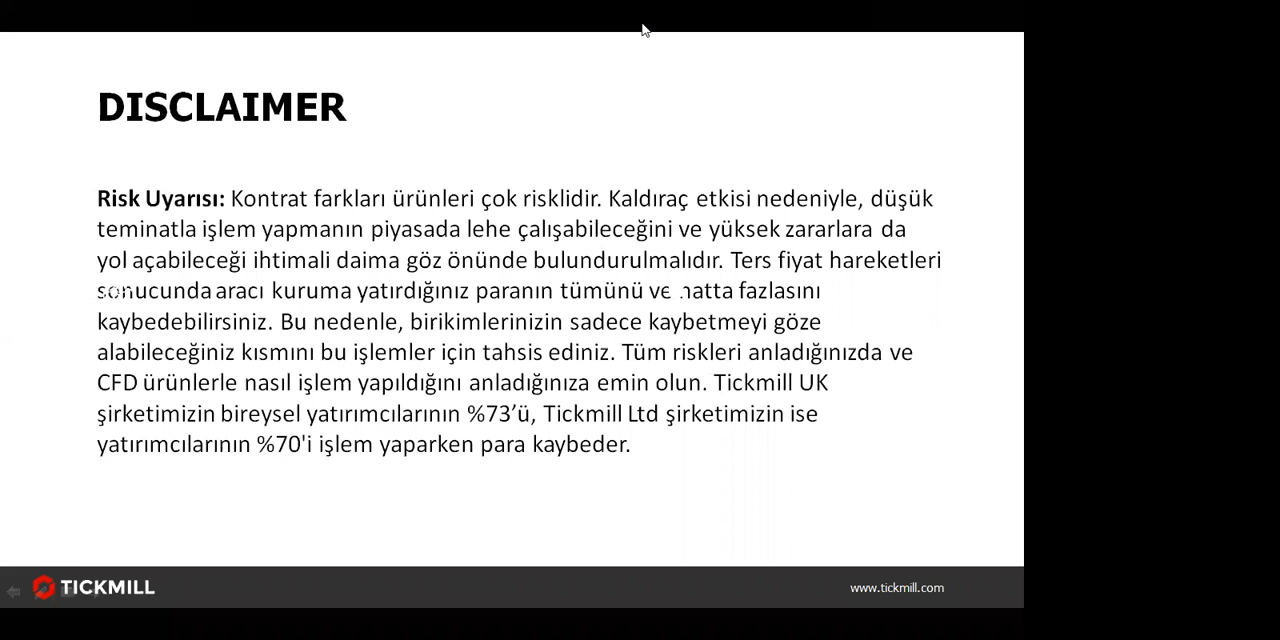 DISCLAIMER
Risk Uyarısı: Kontrat farkları ürünleri çok risklidir. Kaldıraç etkisi nedeniyle, düşük
teminatla işlem yapmanın piyasada lehe çalışabileceğini ve yüksek zararlara da
yol açabileceği ihtimali daima göz önünde bulundurulmalıdır. Ters fiyat hareketleri
sonucunda aracı kuruma yatırdığınız paranın tümünü ve hatta fazlasını
kaybedebilirsiniz. Bu nedenle, birikimlerinizin sadece kaybetmeyi göze
alabileceğiniz kısmını bu işlemler için tahsis ediniz. Tüm riskleri anladığınızda ve
CFD ürünlerle nasıl işlem yapıldığını anladığınıza emin olun. Tickmill UK
şirketimizin bireysel yatırımcılarının %73’ü, Tickmill Ltd şirketimizin ise
yatırımcılarının %70'i işlem yaparken para kaybeder.
TICKMILL
www.tickmill.com